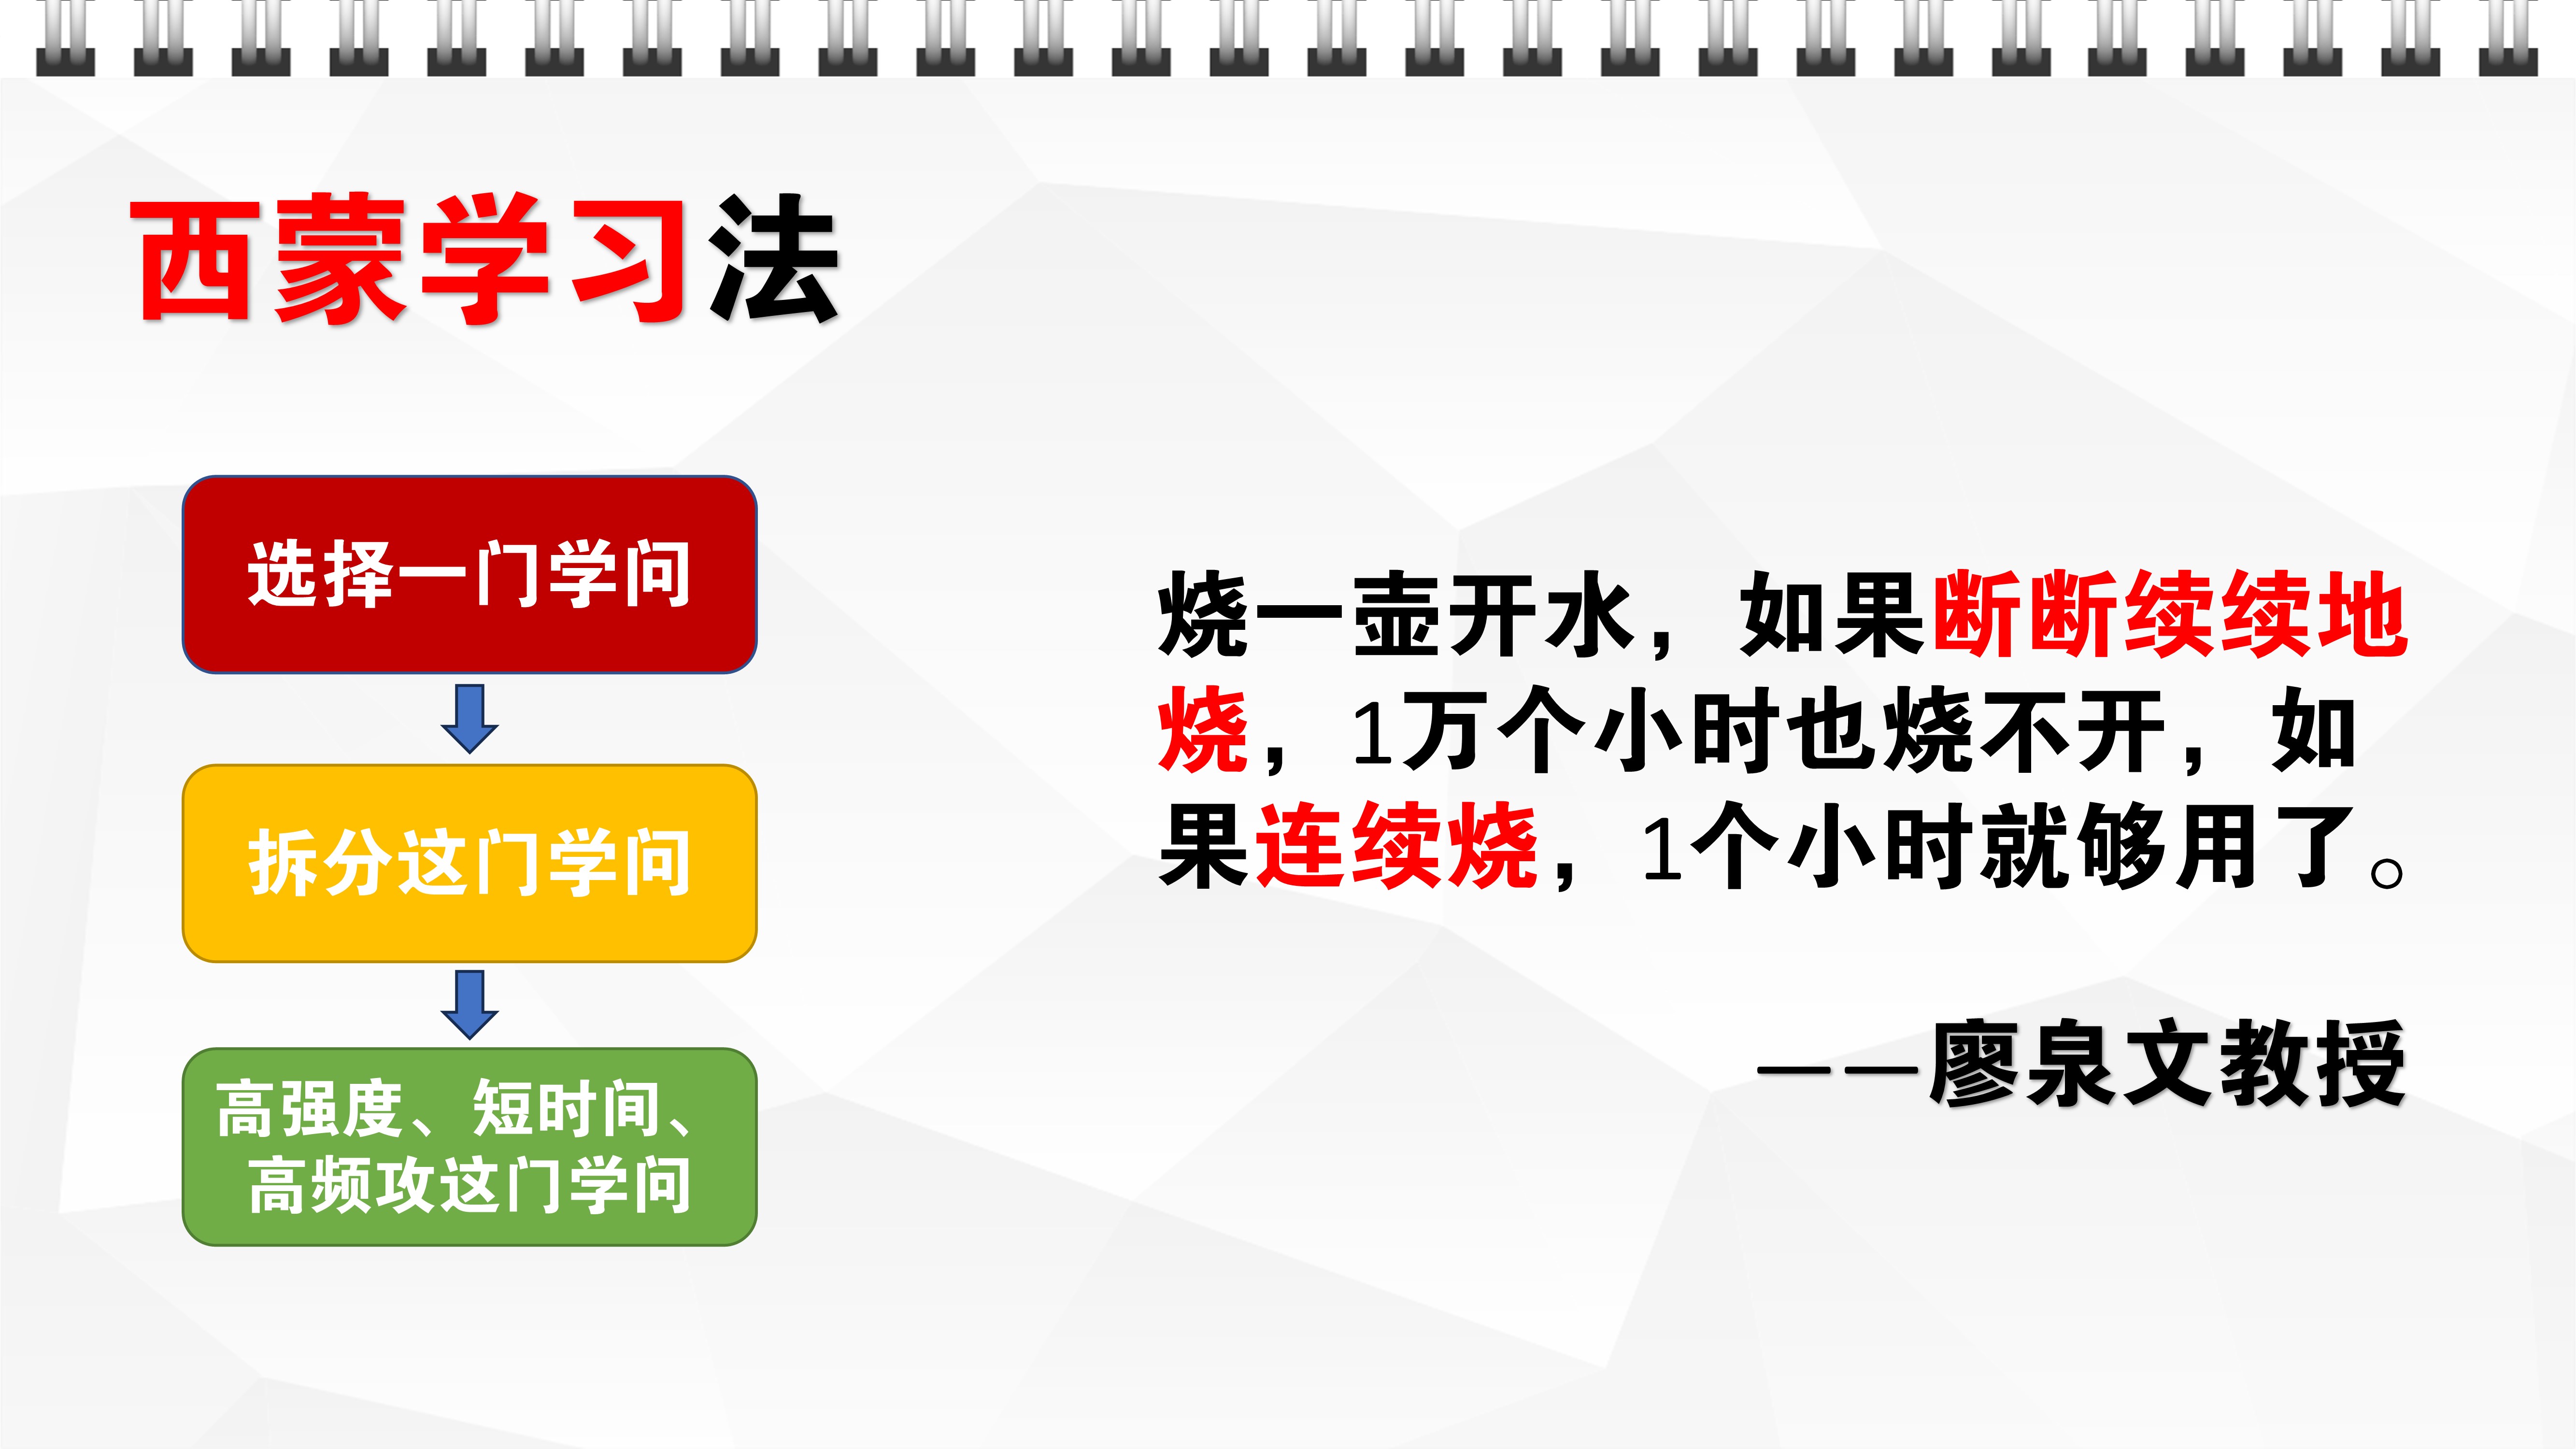 西蒙学习法
选择一门学问
拆分这门学问
高强度、短时间、
高频攻这门学问
烧一壶开水，如果断断续续地
烧，1万个小时也烧不开，如
果连续烧，1个小时就够用了。
——廖泉文教授